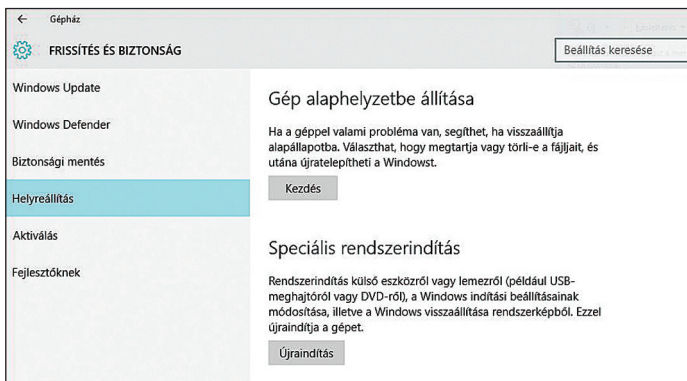 Gépház
FRISSÍTÉS ÉS BIZTONSÁG
Beállítás keresése
Windows Update
Windows Defender
Biztonsági mentés
Helyreállítás
Aktiválás
Fejlesztőknek
Gép alaphelyzetbe állítása
Ha a géppel valami probléma van, segíthet, ha visszaállítja
alapállapotba. Választhat, hogy megtartja vagy törli-e a fájljait, és
utána újratelepítheti a Windowst.
Kezdés
Speciális rendszerindítás
Rendszerindítás külső eszközről vagy lemezről (például USB-
meghajtóról vagy DVD-ről), a Windows indítási beállításainak
módosítása, illetve a Windows visszaállítása rendszerképből. Ezzel
újraindítja a gépet.
Újraindítás